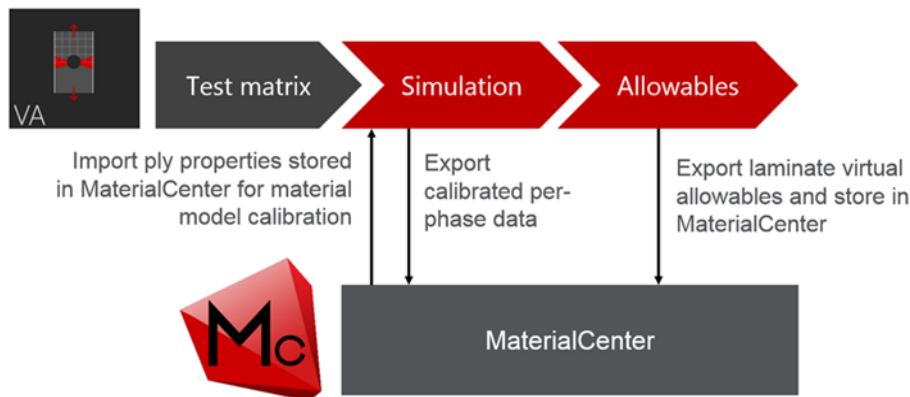 VA
Test matrix
Simulation
Allowables
Import ply properties stored
in MaterialCenter for material
model calibration
Export
calibrated per-
phase data
Export laminate virtual
allowables and store in
MaterialCenter
Mc
MaterialCenter